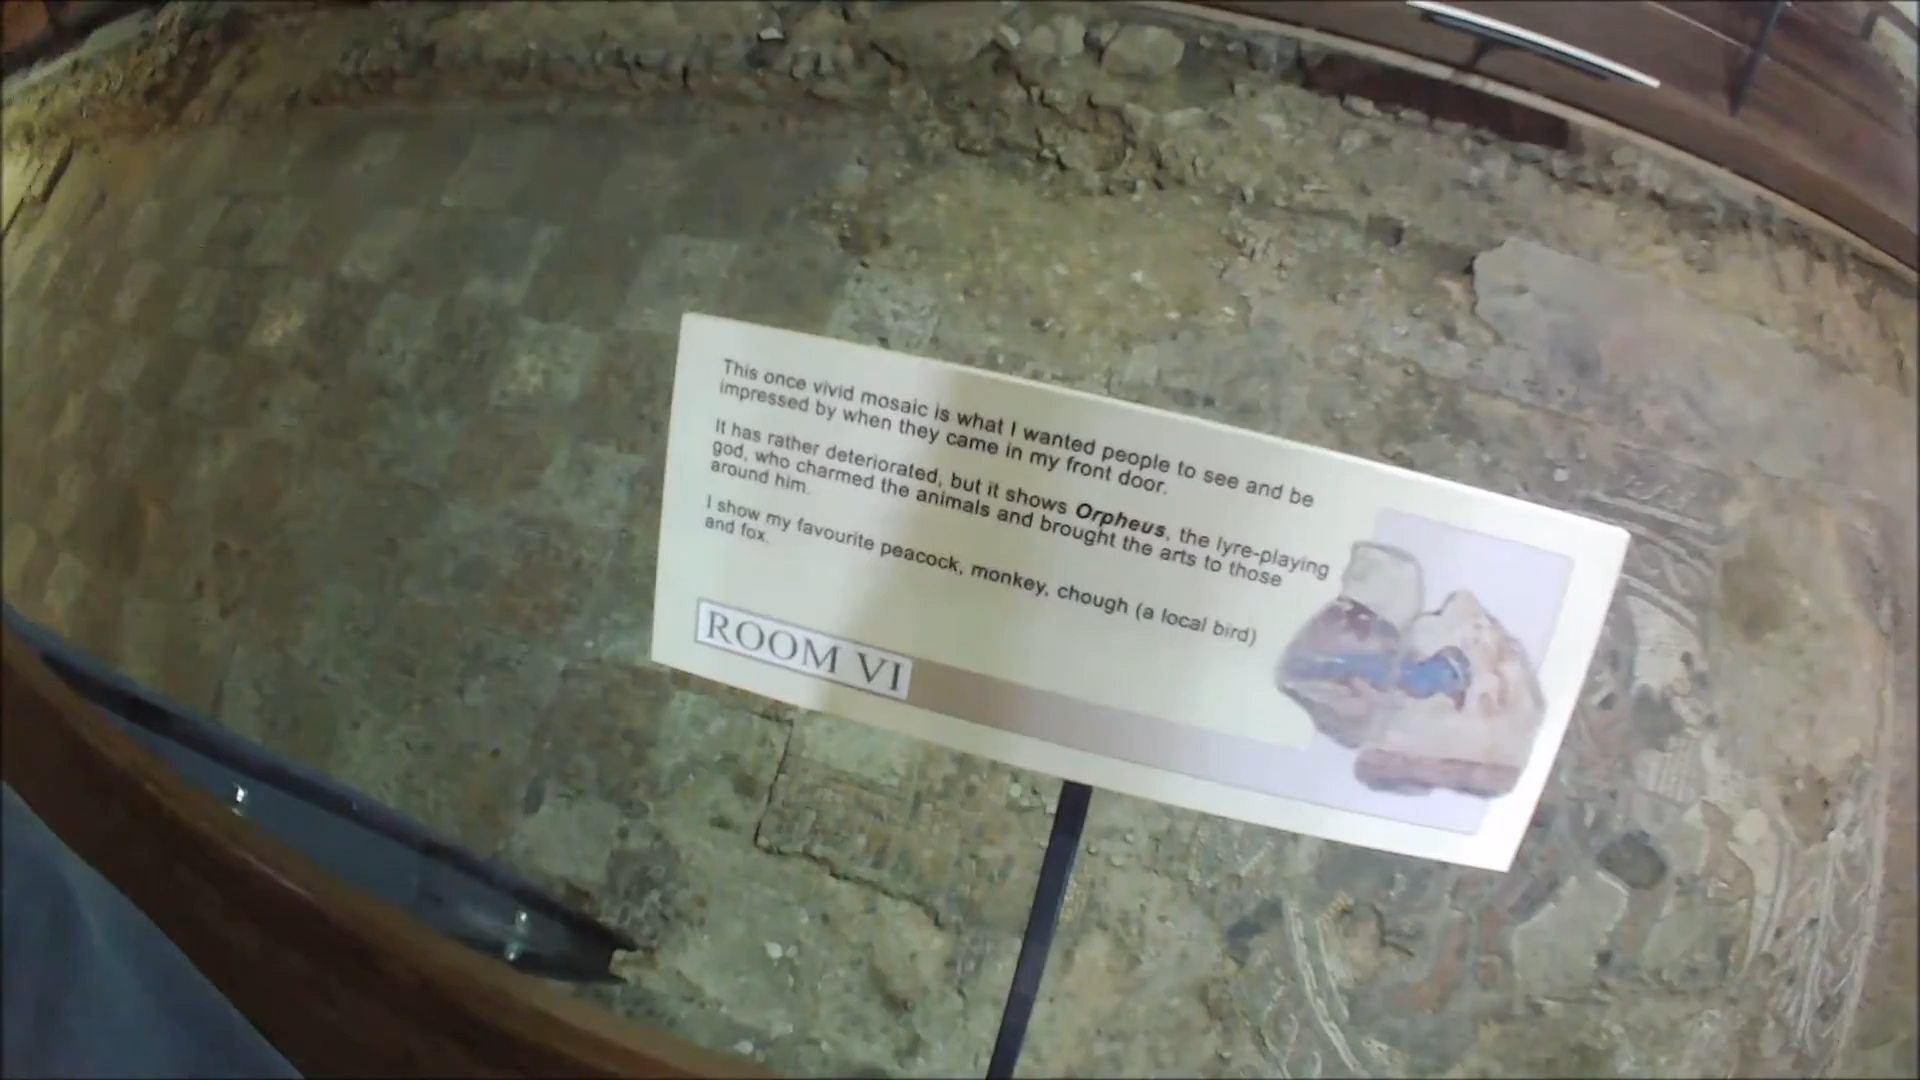 This once vivid mosaic is what I wanted people to see and be
impressed by when they came in my front door.
It has rather deteriorated, but it shows Orpheus, the lyre-playing
god, who charmed the animals and brought the arts to those
around him.
I show my favourite peacock, monkey, chough (a local bird)
and fox.
ROOM VI